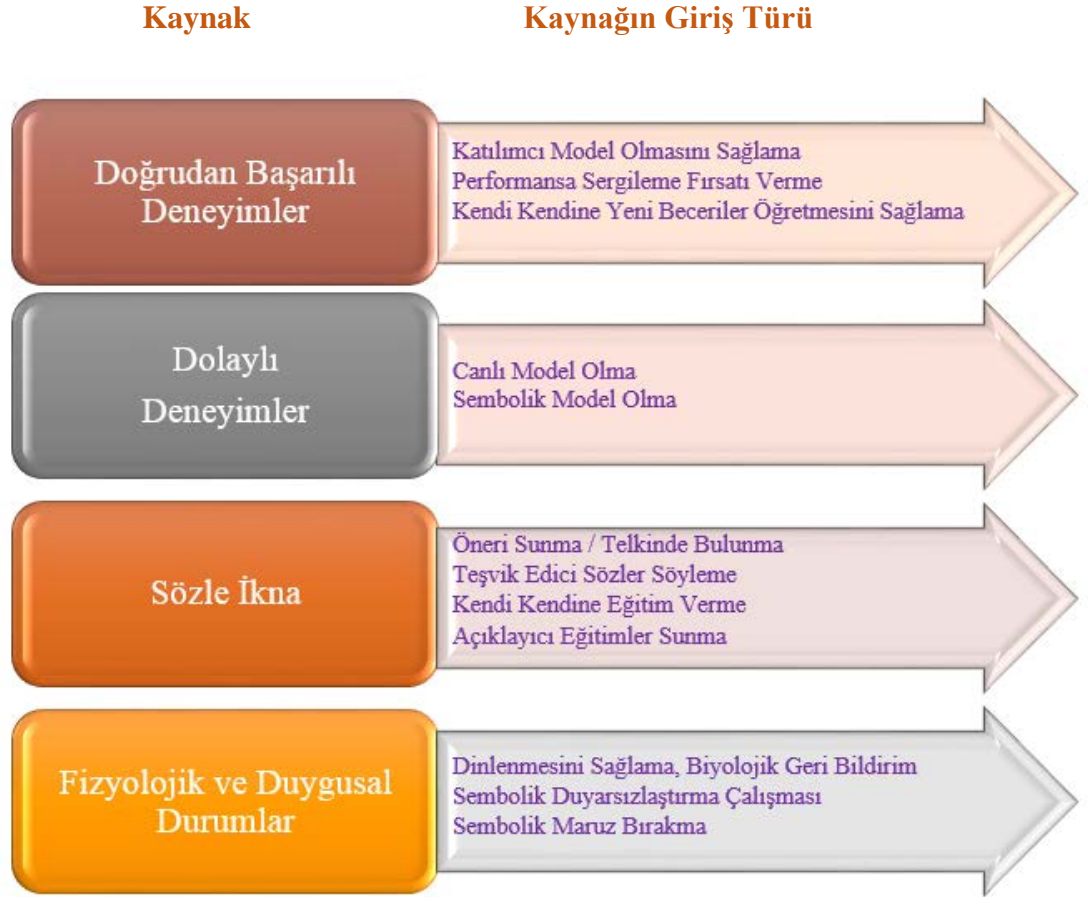 Kaynak
Kaynağın Giriş Türü
Doğrudan Başarılı
Deneyimler
Katılımcı Model Olmasını Sağlama
Performansa Sergileme Fırsatı Verme
Kendi Kendine Yeni Beceriler Öğretmesini Sağlama
Dolaylı
Deneyimler
Canlı Model Olma
Sembolik Model Olma
Sözle İkna
Öneri Sunma / Telkinde Bulunma
Teşvik Edici Sözler Söyleme
Kendi Kendine Eğitim Verme
Açıklayıcı Eğitimler Sunma
Fizyolojik ve Duygusal
Durumlar
Dinlenmesini Sağlama, Biyolojik Geri Bildirim
Sembolik Duyarsızlaştırma Çalışması
Sembolik Maruz Bırakma